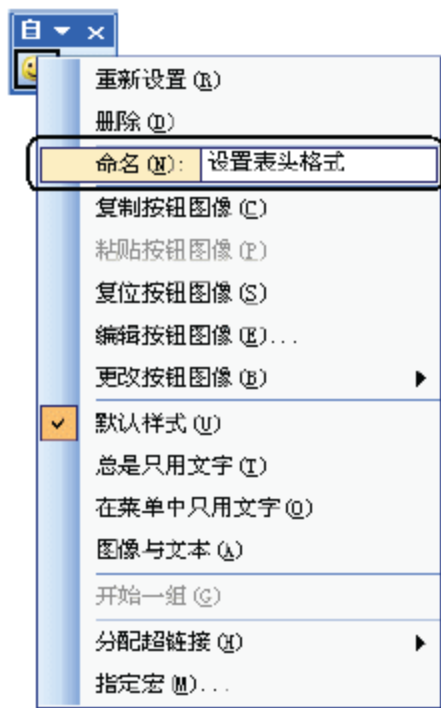 自
重新设置(R)
删除(D)
命名(N): 设置表头格式
复制按钮图像(C)
粘贴按钮图像(P)
复位按钮图像(S)
编辑按钮图像(E)...
更改按钮图像(B)
默认样式(U)
总是只用文字(T)
在菜单中只用文字(O)
图像与文本(A)
开始一组(G)
分配超链接(H)
指定宏(M)...